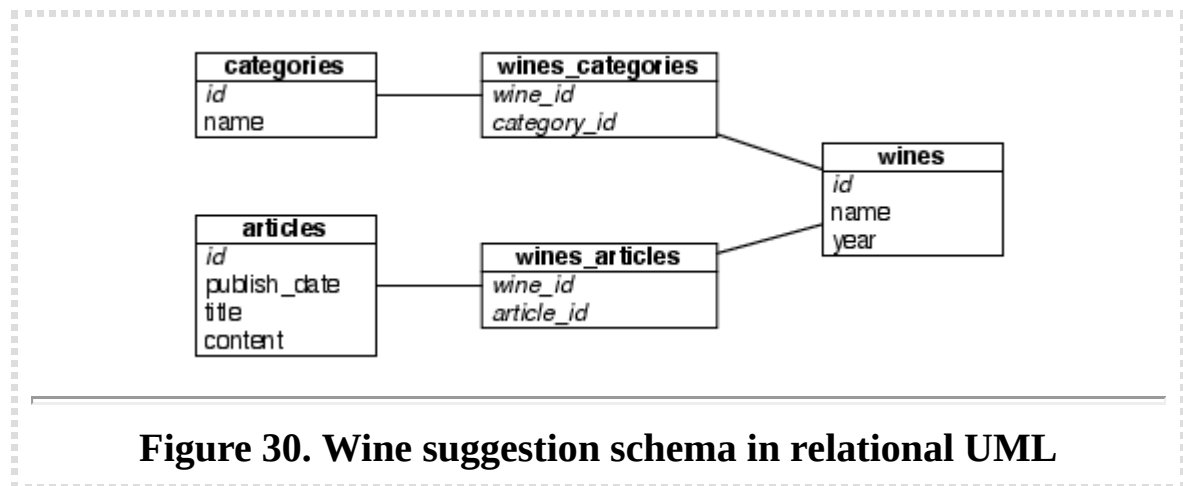 categories
id
name
wines_categories
wine_id
category_id
wines
id
name
year
articles
id
publish_date
title
content
wines_articles
wine_id
article_id
Figure 30. Wine suggestion schema in relational UML